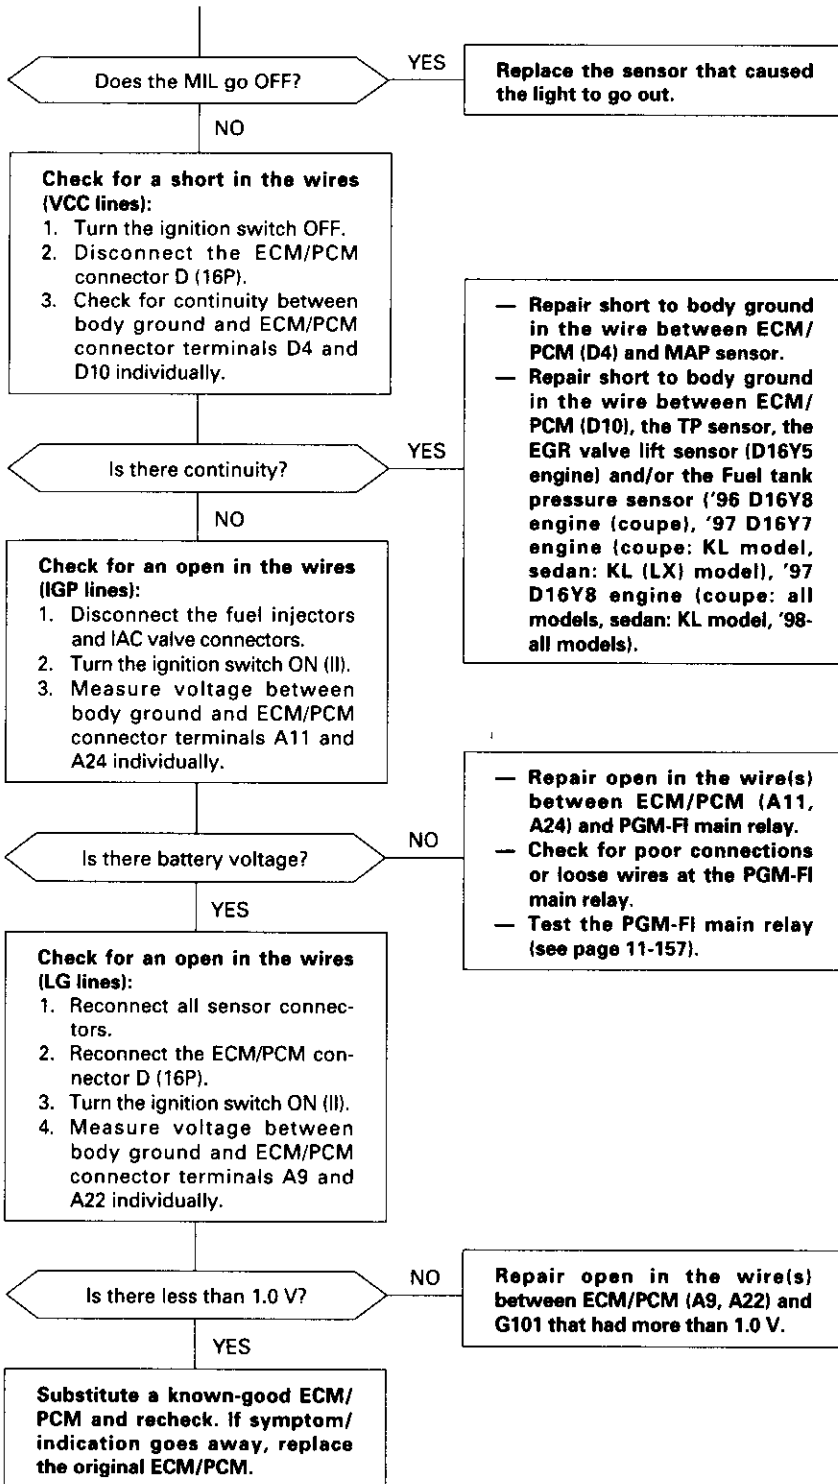 Does the MIL go OFF?
YES
Replace the sensor that caused
the light to go out.
NO
Check for a short in the wires
(VCC lines):
1. Turn the ignition switch OFF.
2. Disconnect the ECM/PCM
connector D (16P).
3. Check for continuity between
body ground and ECM/PCM
connector terminals D4 and
D10 individually.
Is there continuity?
YES
— Repair short to body ground
in the wire between ECM/
PCM (D4) and MAP sensor.
— Repair short to body ground
in the wire between ECM/
PCM (D10), the TP sensor, the
EGR valve lift sensor (D16Y5
engine) and/or the Fuel tank
pressure sensor ('96 D16Y8
engine (coupe), '97 D16Y7
engine (coupe: KL model,
sedan: KL (LX) model), '97
D16Y8 engine (coupe: all
models, sedan: KL model, '98-
all models).
NO
Check for an open in the wires
(IGP lines):
1. Disconnect the fuel injectors
and IAC valve connectors.
2. Turn the ignition switch ON (II).
3. Measure voltage between
body ground and ECM/PCM
connector terminals A11 and
A24 individually.
Is there battery voltage?
NO
— Repair open in the wire(s)
between ECM/PCM (A11,
A24) and PGM-FI main relay.
— Check for poor connections
or loose wires at the PGM-FI
main relay.
— Test the PGM-FI main relay
(see page 11-157).
YES
Check for an open in the wires
(LG lines):
1. Reconnect all sensor connec-
tors.
2. Reconnect the ECM/PCM con-
nector D (16P).
3. Turn the ignition switch ON (II).
4. Measure voltage between
body ground and ECM/PCM
connector terminals A9 and
A22 individually.
Is there less than 1.0 V?
NO
Repair open in the wire(s)
between ECM/PCM (A9, A22) and
G101 that had more than 1.0 V.
YES
Substitute a known-good ECM/
PCM and recheck. If symptom/
indication goes away, replace
the original ECM/PCM.